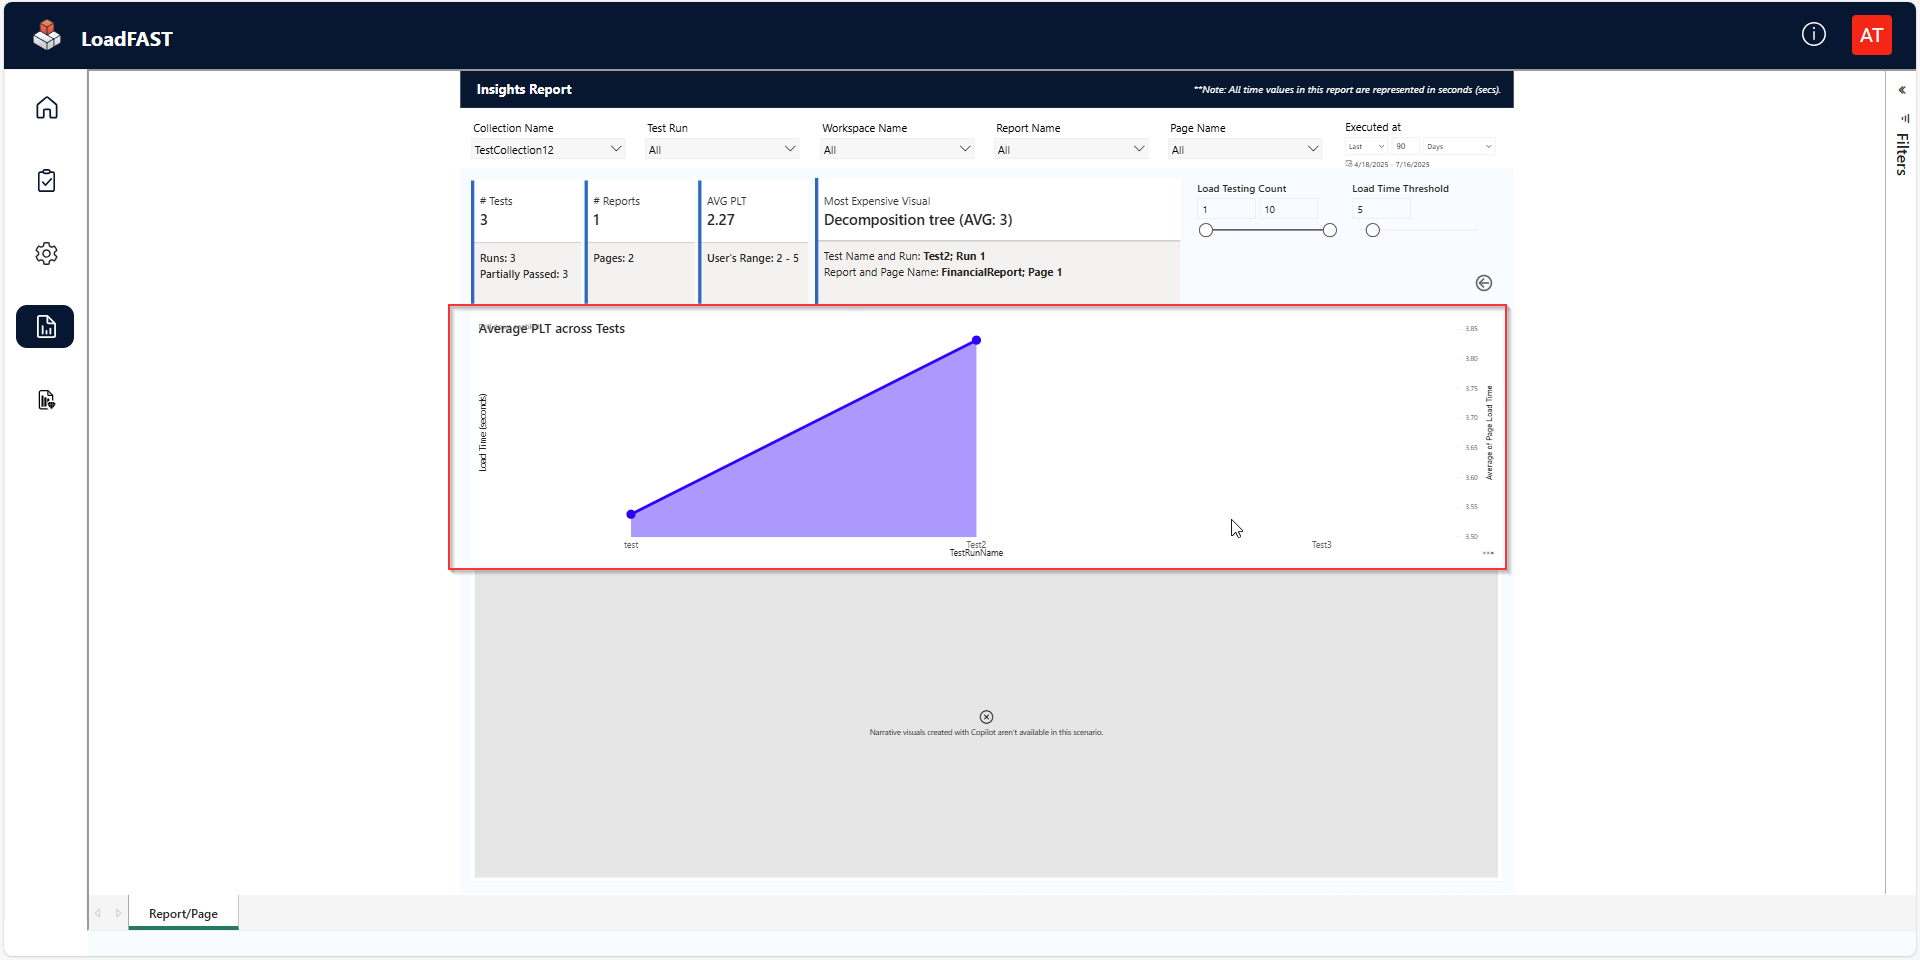 LoadFAST
AT
Insights Report
**Note: All time values in this report are represented in seconds (secs).
Collection Name
TestCollection12
Test Run
All
Workspace Name
All
Report Name
All
Page Name
All
Executed at
Last
90
Days
4/18/2025 - 7/16/2025
Filters
# Tests
3
Runs: 3
Partially Passed: 3
# Reports
1
Pages: 2
AVG PLT
2.27
User's Range: 2 - 5
Most Expensive Visual
Decomposition tree (AVG: 3)
Test Name and Run: Test2; Run 1
Report and Page Name: FinancialReport; Page 1
Load Testing Count
1
10
Load Time Threshold
5
Average PLT across Tests
Load Time (seconds)
3.85
3.80
3.75
3.70
3.65
3.60
3.55
3.50
Average of Page Load Time
test
Test2
Test3
TestRunName
Narrative visuals created with Copilot aren't available in this scenario.
Report/Page